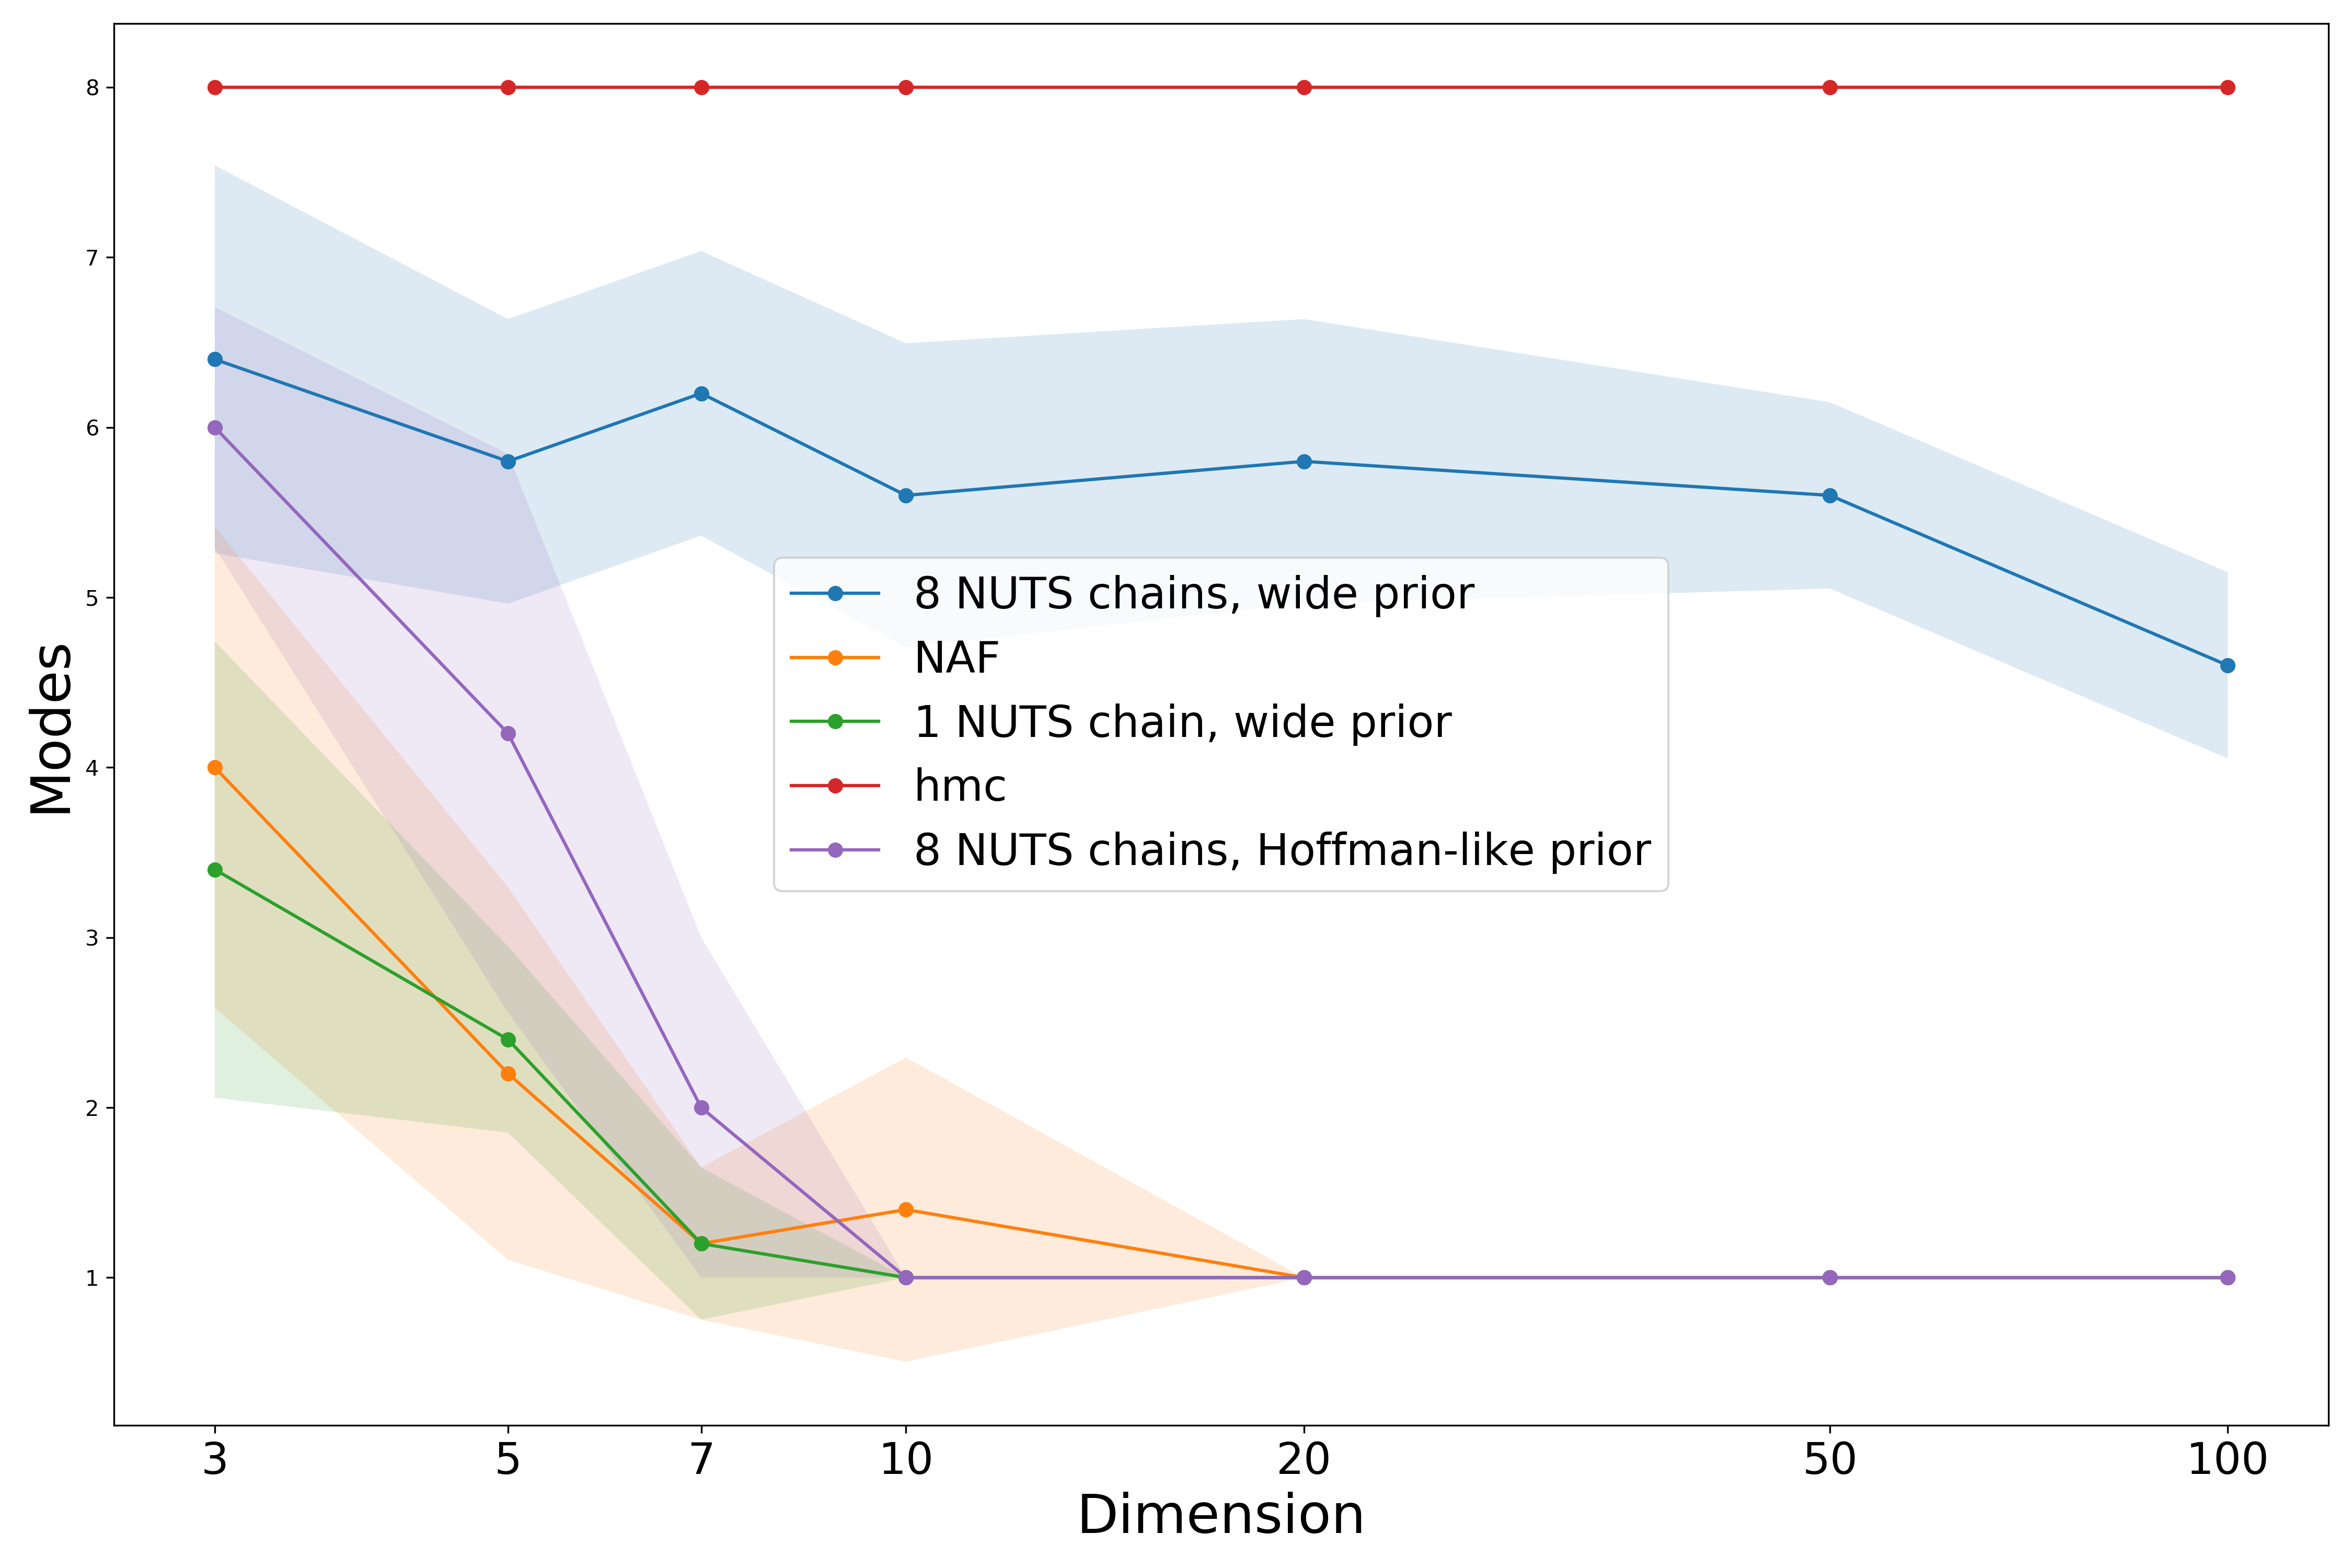 8
7
6
5
4
3
2
1
Modes
8 NUTS chains, wide prior
NAF
1 NUTS chain, wide prior
hmc
8 NUTS chains, Hoffman-like prior
3 5 7 10 20 50 100
Dimension